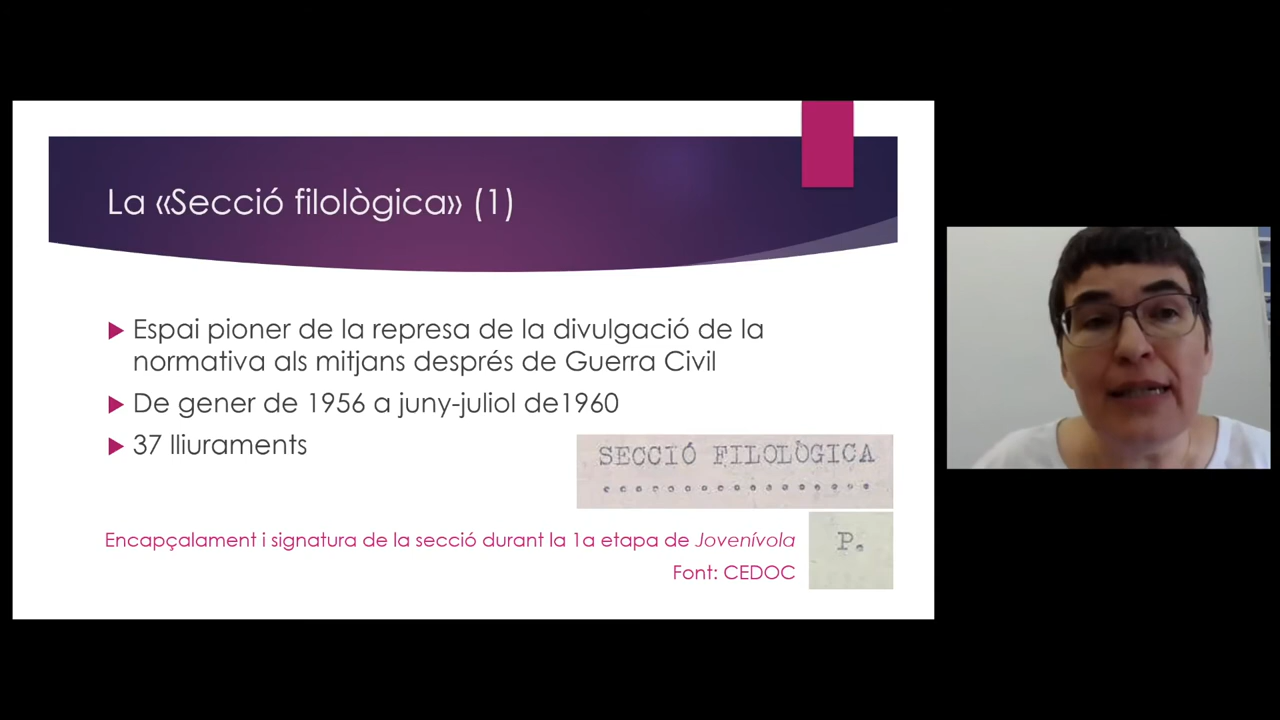 La «Secció filològica» (1)
Espai pioner de la represa de la divulgació de la
normativa als mitjans després de Guerra Civil
De gener de 1956 a juny-juliol de1960
37 lliuraments
SECCIÓ FILOLÒGICA
Encapçalament i signatura de la secció durant la 1a etapa de Jovenívola
P.
Font: CEDOC